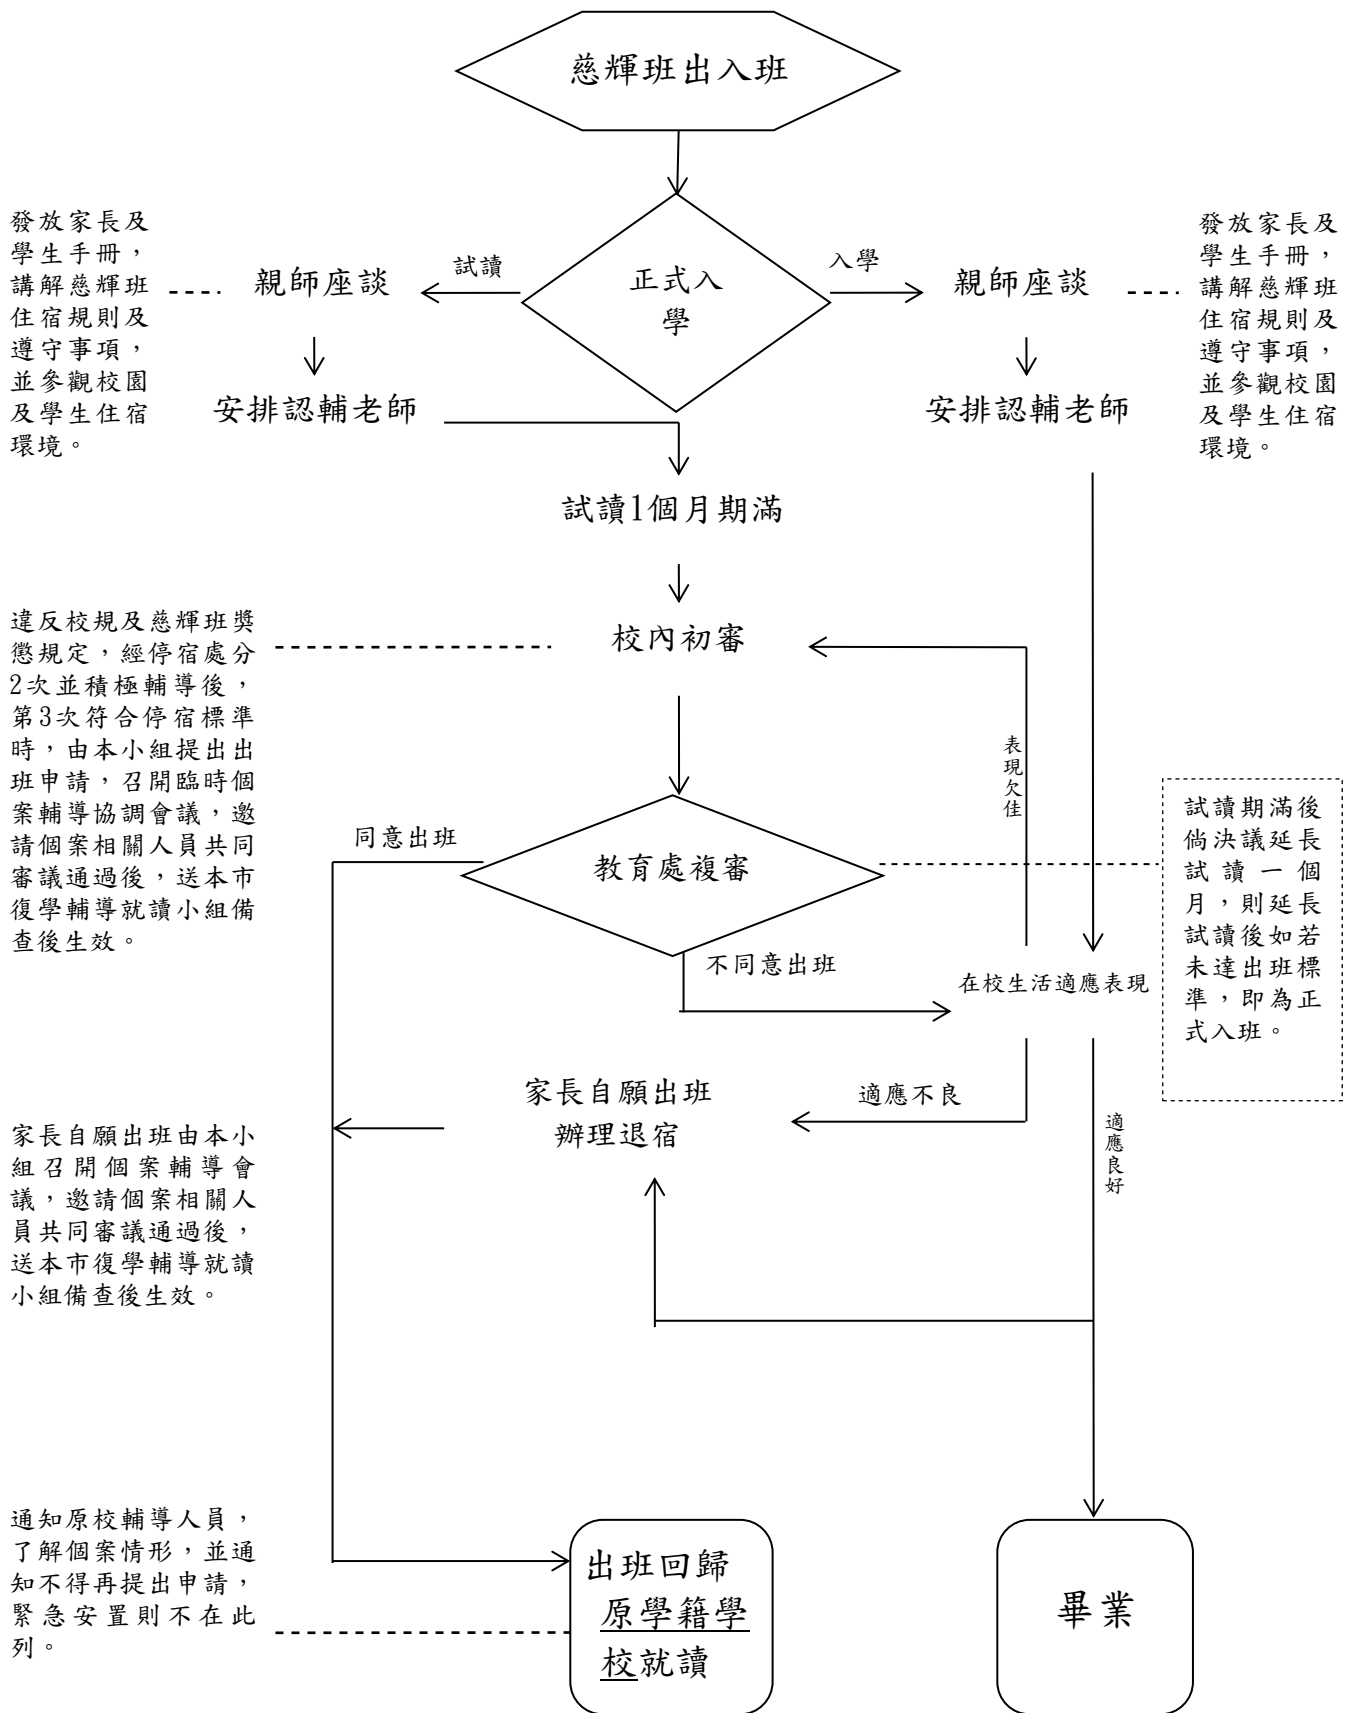 慈輝班出入班
發放家長及
學生手冊，
講解慈輝班
住宿規則及
遵守事項，
並參觀校園
及學生住宿
環境。
親師座談
試讀
正式入
學
入學
親師座談
發放家長及
學生手冊，
講解慈輝班
住宿規則及
遵守事項，
並參觀校園
及學生住宿
環境。
安排認輔老師
安排認輔老師
試讀1個月期滿
違反校規及慈輝班獎
懲規定，經停宿處分
2次並積極輔導後，
第3次符合停宿標準
時，由本小組提出出
班申請，召開臨時個
案輔導協調會議，邀
請個案相關人員共同
審議通過後，送本市
復學輔導就讀小組備
查後生效。
校內初審
表現欠佳
同意出班
教育處複審
試讀期滿後
倘決議延長
試讀一個
月，則延長
試讀後如若
未達出班標
準，即為正
式入班。
不同意出班
在校生活適應表現
家長自願出班
辦理退宿
適應不良
適應良好
家長自願出班由本小
組召開個案輔導會
議，邀請個案相關人
員共同審議通過後，
送本市復學輔導就讀
小組備查後生效。
通知原校輔導人員，
了解個案情形，並通
知不得再提出申請，
緊急安置則不在此
列。
出班回歸
原學籍學
校就讀
畢業